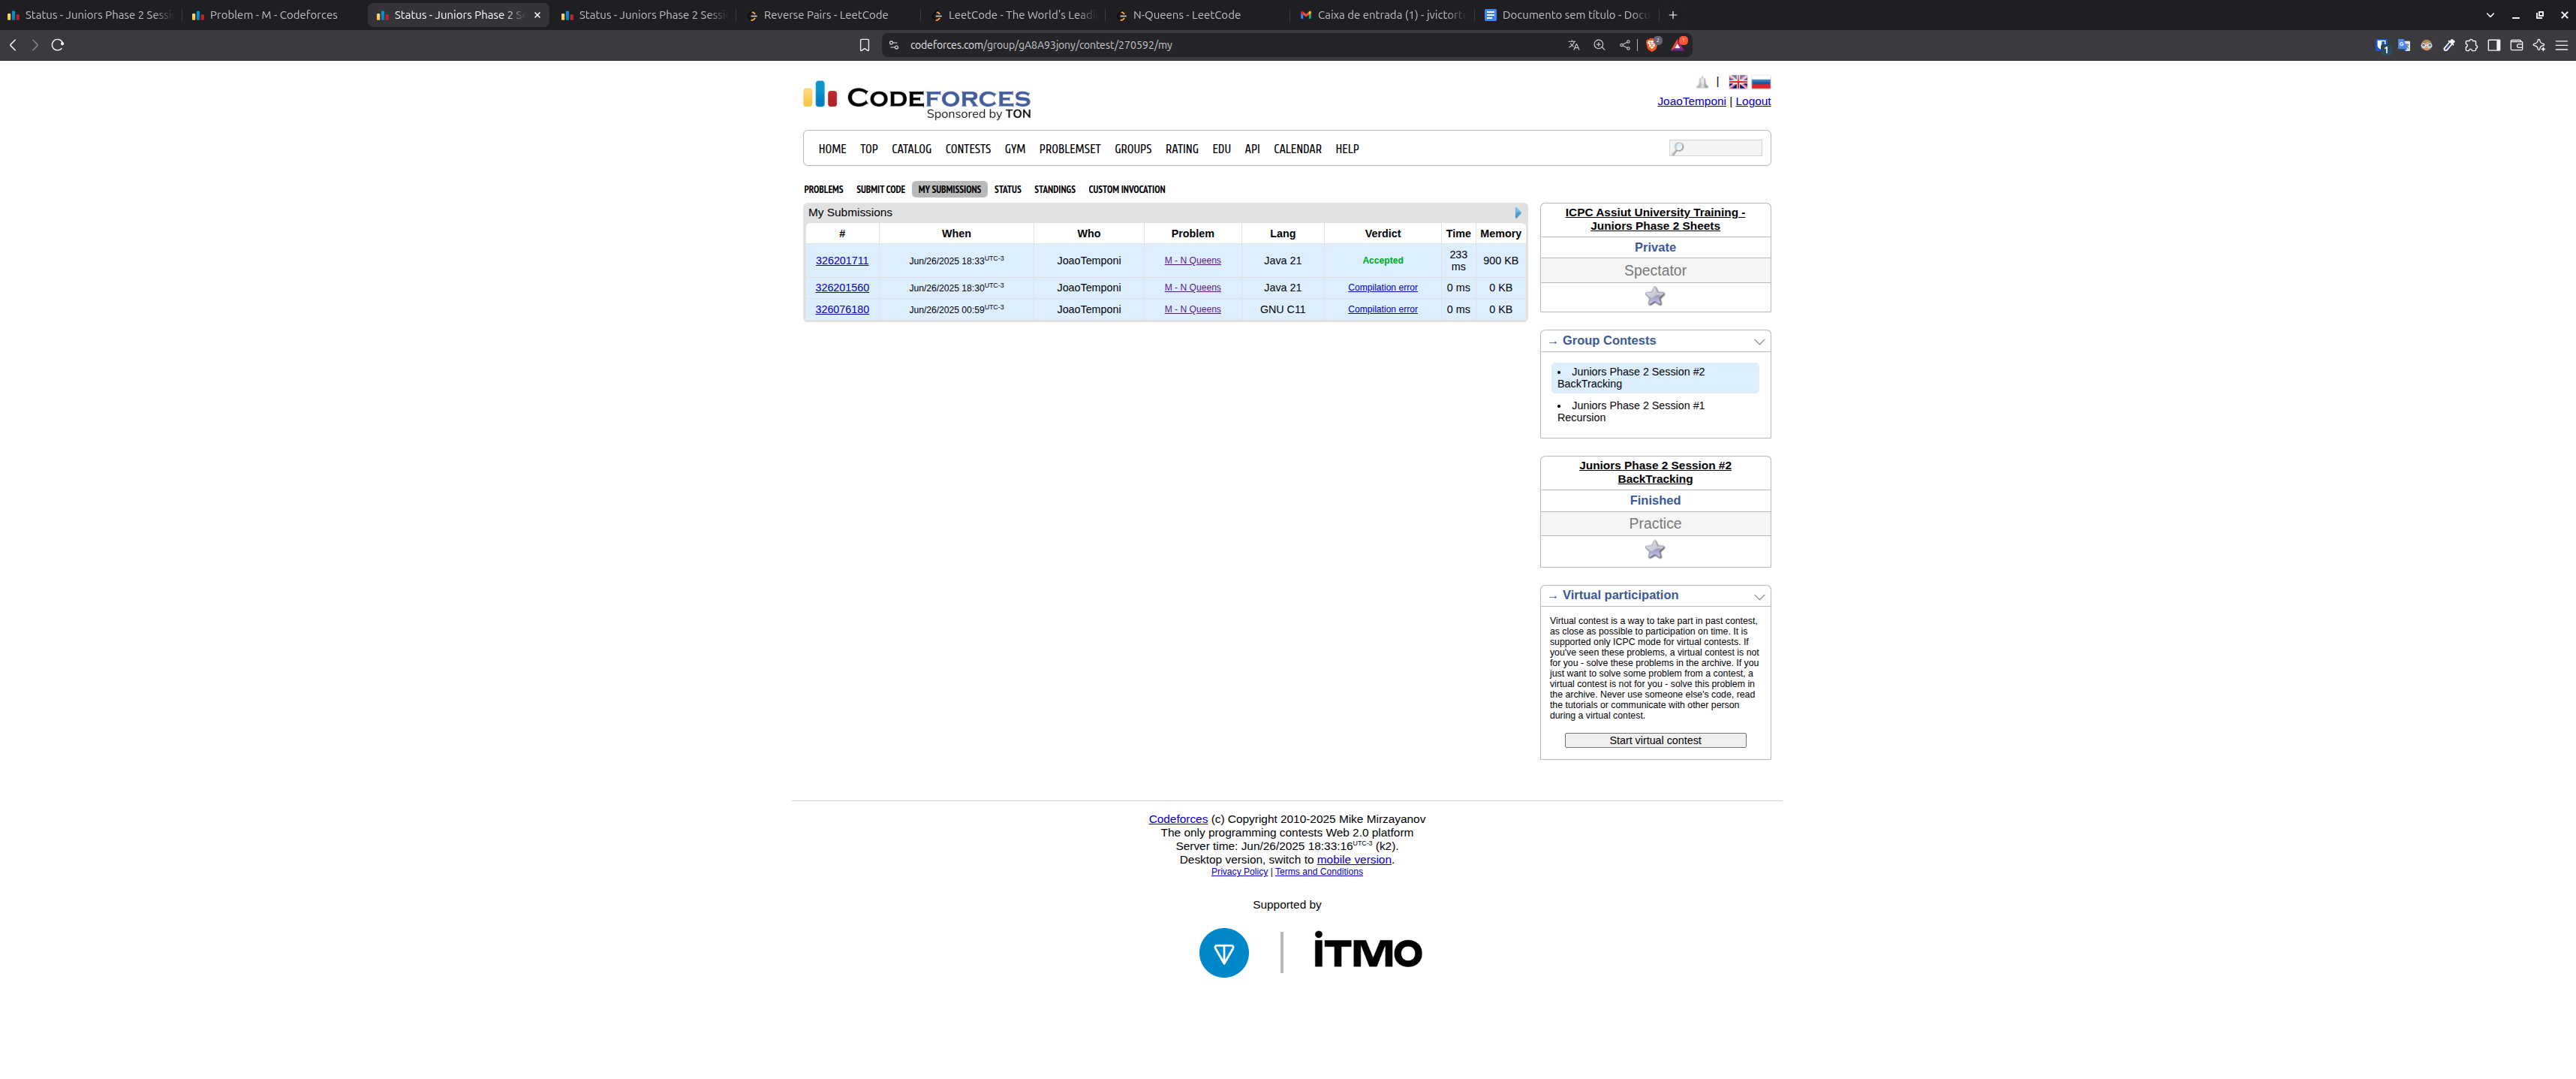 Status - Juniors Phase 2 Sessi
Problem - M - Codeforces
Status - Juniors Phase 2 S
Status - Juniors Phase 2 Sessi
Reverse Pairs - LeetCode
LeetCode - The World's Leadi
N-Queens - LeetCode
Caixa de entrada (1) - jvictort
Documento sem título - Docu
codeforces.com/group/gA8A93jony/contest/270592/my
CODEFORCES
Sponsored by TON
JoaoTemponi | Logout
HOME TOP CATALOG CONTESTS GYM PROBLEMSET GROUPS RATING EDU API CALENDAR HELP
PROBLEMS SUBMIT CODE MY SUBMISSIONS STATUS STANDINGS CUSTOM INVOCATION
My Submissions
# When Who Problem Lang Verdict Time Memory
326201711 Jun/26/2025 18:33UTC-3 JoaoTemponi M - N Queens Java 21 Accepted 233 ms 900 KB
326201560 Jun/26/2025 18:30UTC-3 JoaoTemponi M - N Queens Java 21 Compilation error 0 ms 0 KB
326076180 Jun/26/2025 00:59UTC-3 JoaoTemponi M - N Queens GNU C11 Compilation error 0 ms 0 KB
ICPC Assiut University Training -
Juniors Phase 2 Sheets
Private
Spectator
→ Group Contests
• Juniors Phase 2 Session #2
BackTracking
• Juniors Phase 2 Session #1
Recursion
Juniors Phase 2 Session #2
BackTracking
Finished
Practice
→ Virtual participation
Virtual contest is a way to take part in past contest,
as close as possible to participation on time. It is
supported only ICPC mode for virtual contests. If
you've seen these problems, a virtual contest is not
for you - solve these problems in the archive. If you
just want to solve some problem from a contest, a
virtual contest is not for you - solve this problem in
the archive. Never use someone else's code, read
the tutorials or communicate with other person
during a virtual contest.
Start virtual contest
Codeforces (c) Copyright 2010-2025 Mike Mirzayanov
The only programming contests Web 2.0 platform
Server time: Jun/26/2025 18:33:16UTC-3 (k2).
Desktop version, switch to mobile version.
Privacy Policy | Terms and Conditions
Supported by
iTMO